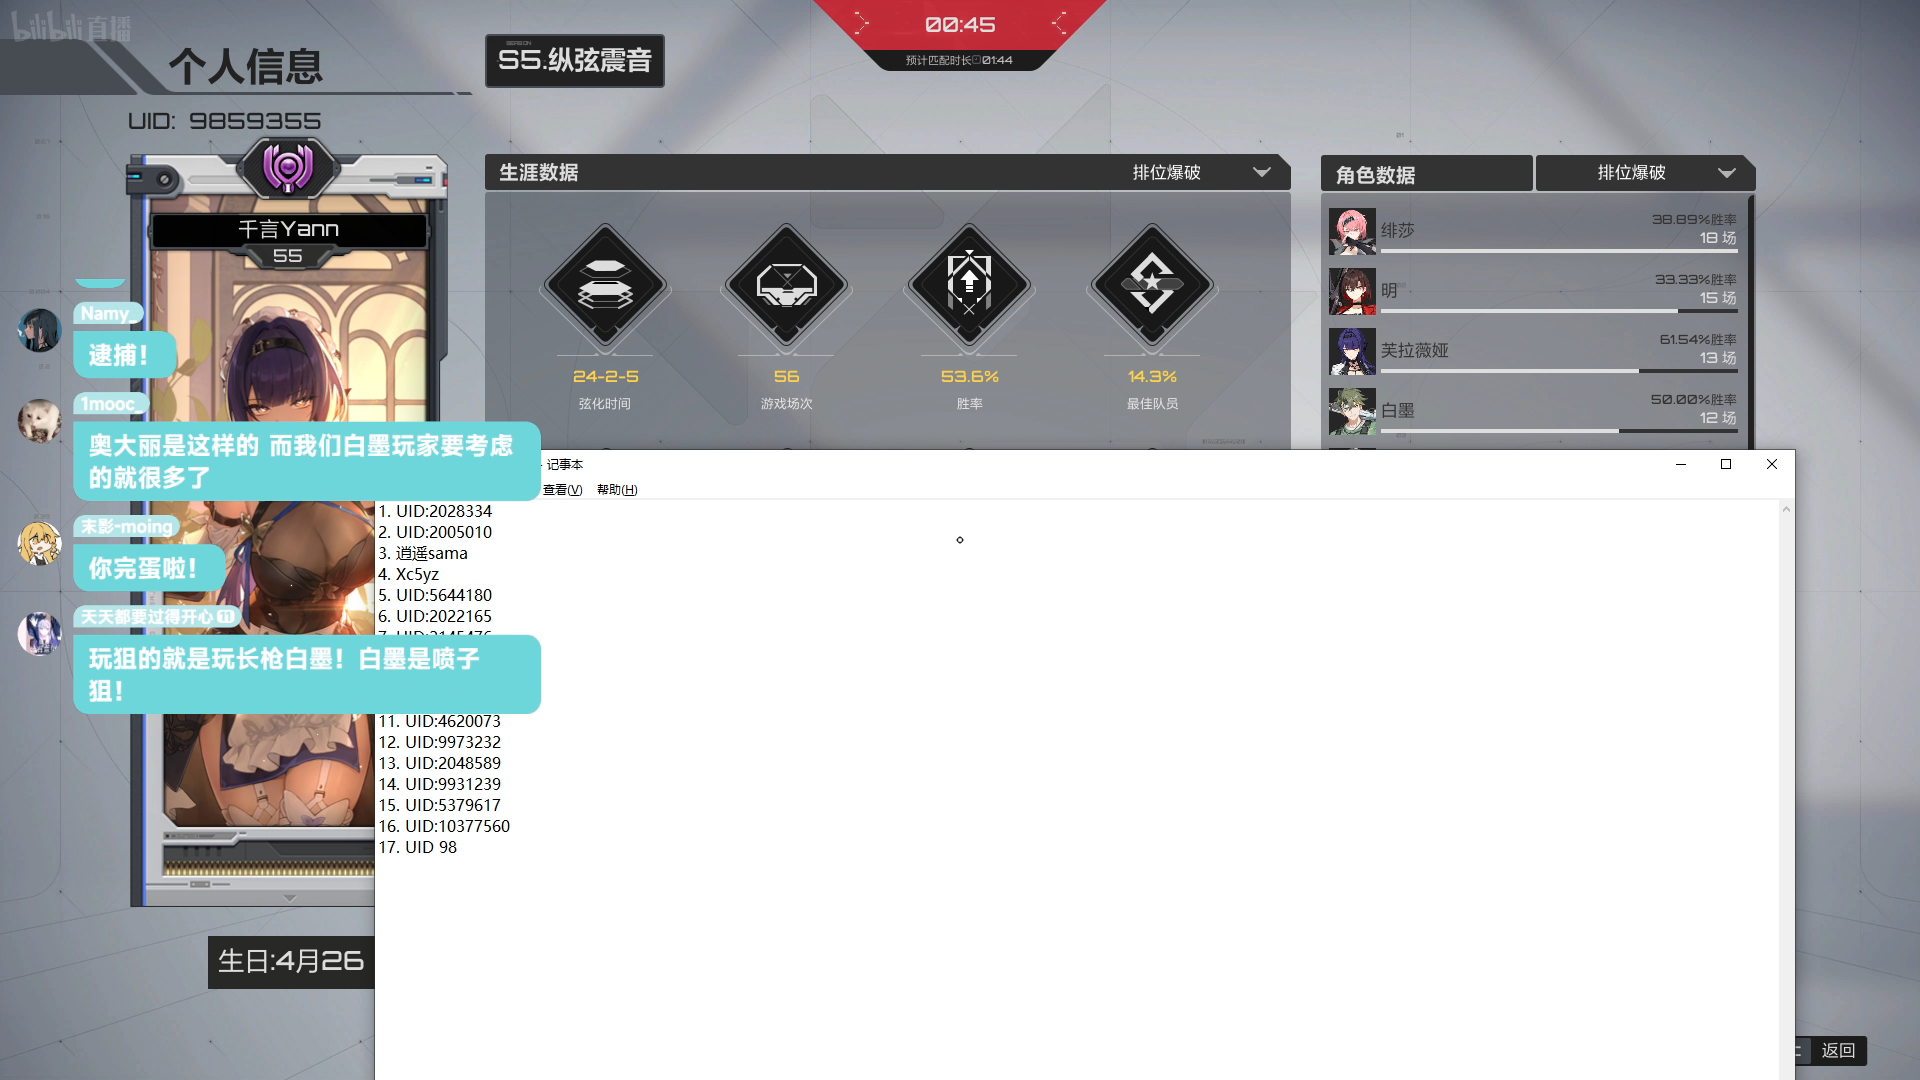 bilibili直播
个人信息
S5.纵弦震音
00:45
预计匹配时长 01:44
UID: 9859355
千言Yann
55
生涯数据
排位爆破
24-2-5
弦化时间
56
游戏场次
53.6%
胜率
14.3%
最佳队员
角色数据
排位爆破
绯莎
38.89%胜率
18 场
明
33.33%胜率
15 场
芙拉薇娅
61.54%胜率
13 场
白墨
50.00%胜率
12 场
Namy_
逮捕！
1mooc_
奥大丽是这样的 而我们白墨玩家要考虑
的就很多了
末影-moing
你完蛋啦！
天天都要过得开心 11
玩狙的就是玩长枪白墨！白墨是喷子
狙！
- 记事本
查看(V) 帮助(H)
1. UID:2028334
2. UID:2005010
3. 逍遥sama
4. Xc5yz
5. UID:5644180
6. UID:2022165
11. UID:4620073
12. UID:9973232
13. UID:2048589
14. UID:9931239
15. UID:5379617
16. UID:10377560
17. UID 98
生日:4月26
返回